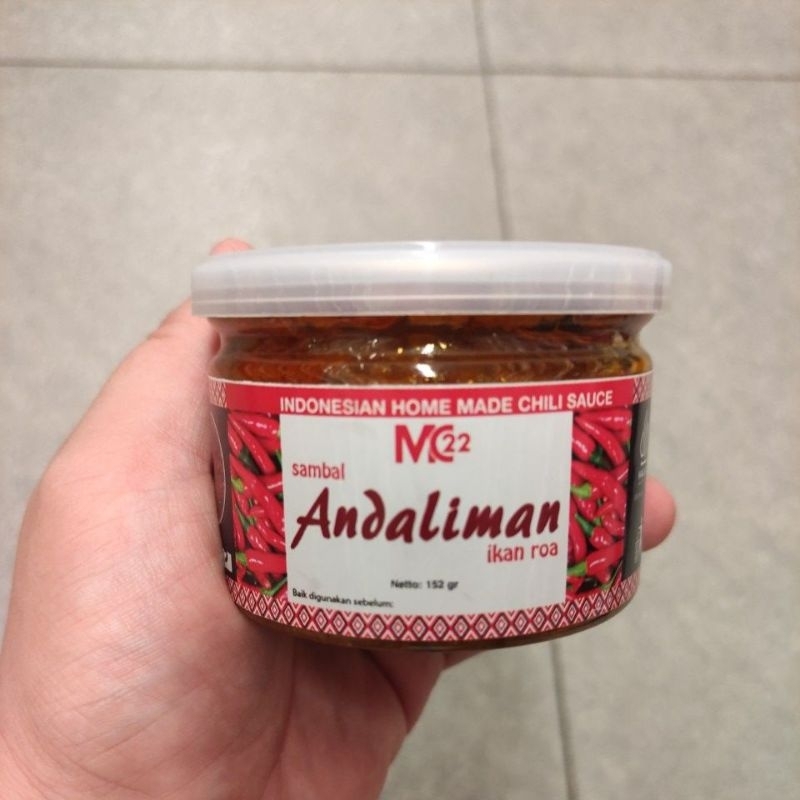 INDONESIAN HOME MADE CHILI SAUCE
MC22
sambal
Andaliman
ikan roa
Netto: 152 gr
Baik digunakan sebelum: